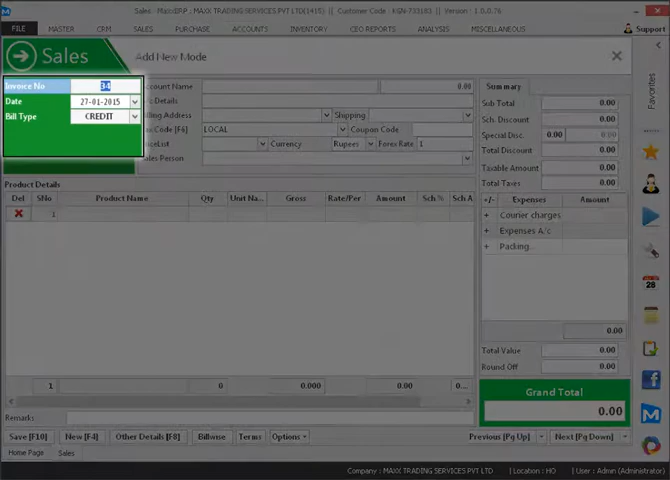 Sales - MaxxERP - MAXX TRADING SERVICES PVT LTD(1415) :: Customer Code - KGN-733181 :: Version : 1.0.0.76
FILE MASTER CRM SALES PURCHASE ACCOUNTS INVENTORY CEO REPORTS ANALYSIS MISCELLANEOUS Support
Sales Add New Mode
Favorites
Invoice No 34 Account Name 0.00 Summary
Date 27-01-2015 Details Sub Total 0.00
Bill Type CREDIT Billing Address Shipping Sch. Discount 0.00
Code [F6] LOCAL Coupon Code Special Disc. 0.00 0.00
PriceList Currency Rupees Forex Rate 1 Total Discount 0.00
Sales Person Taxable Amount 0.00
Product Details Total Taxes 0.00
Del SNo Product Name Qty Unit Na... Gross Rate/Per Amount Sch % Sch A +/- Expenses Amount
1 + Courier charges
+ Expenses A/c
+ Packing...
28
0.00
Total Value 0.00
Round Off 0.00
1 0 0.000 0.00 0...
Grand Total
Remarks 0.00
Save [F10] New [F4] Other Details [F8] Billwise Terms Options Previous [Pg Up] Next [Pg Down]
Home Page Sales
Company : MAXX TRADING SERVICES PVT LTD Location : HO User : Admin (Administrator)